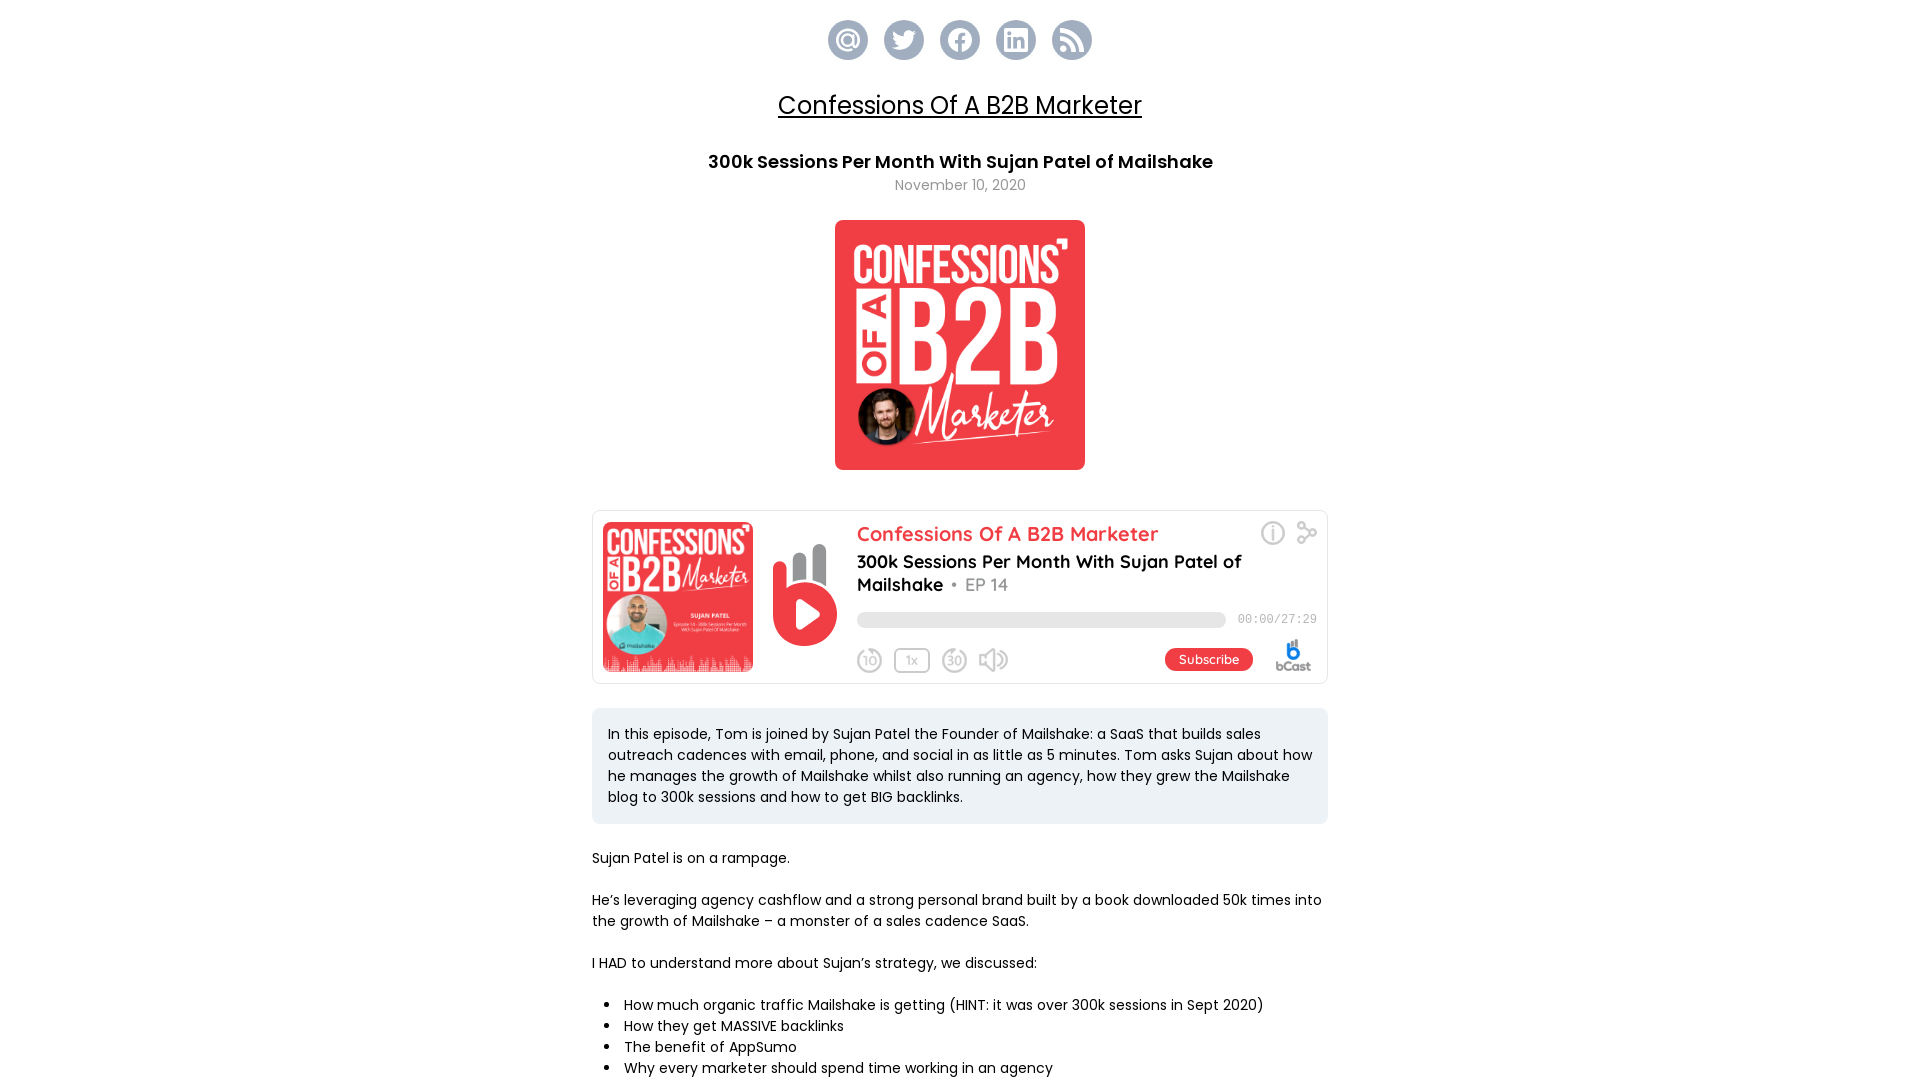 Confessions Of A B2B Marketer
300k Sessions Per Month With Sujan Patel of Mailshake
November 10, 2020
CONFESSIONS
OF A
B2B
Marketer
CONFESSIONS
OF A
B2B
Marketer
SUJAN PATEL
Episode 14 - 300k Sessions Per Month
With Sujan Patel Of Mailshake
mailshake
Confessions Of A B2B Marketer
300k Sessions Per Month With Sujan Patel of
Mailshake • EP 14
00:00/27:29
10
1x
30
Subscribe
bCast
In this episode, Tom is joined by Sujan Patel the Founder of Mailshake: a SaaS that builds sales
outreach cadences with email, phone, and social in as little as 5 minutes. Tom asks Sujan about how
he manages the growth of Mailshake whilst also running an agency, how they grew the Mailshake
blog to 300k sessions and how to get BIG backlinks.
Sujan Patel is on a rampage.
He’s leveraging agency cashflow and a strong personal brand built by a book downloaded 50k times into
the growth of Mailshake – a monster of a sales cadence SaaS.
I HAD to understand more about Sujan’s strategy, we discussed:
• How much organic traffic Mailshake is getting (HINT: it was over 300k sessions in Sept 2020)
• How they get MASSIVE backlinks
• The benefit of AppSumo
• Why every marketer should spend time working in an agency